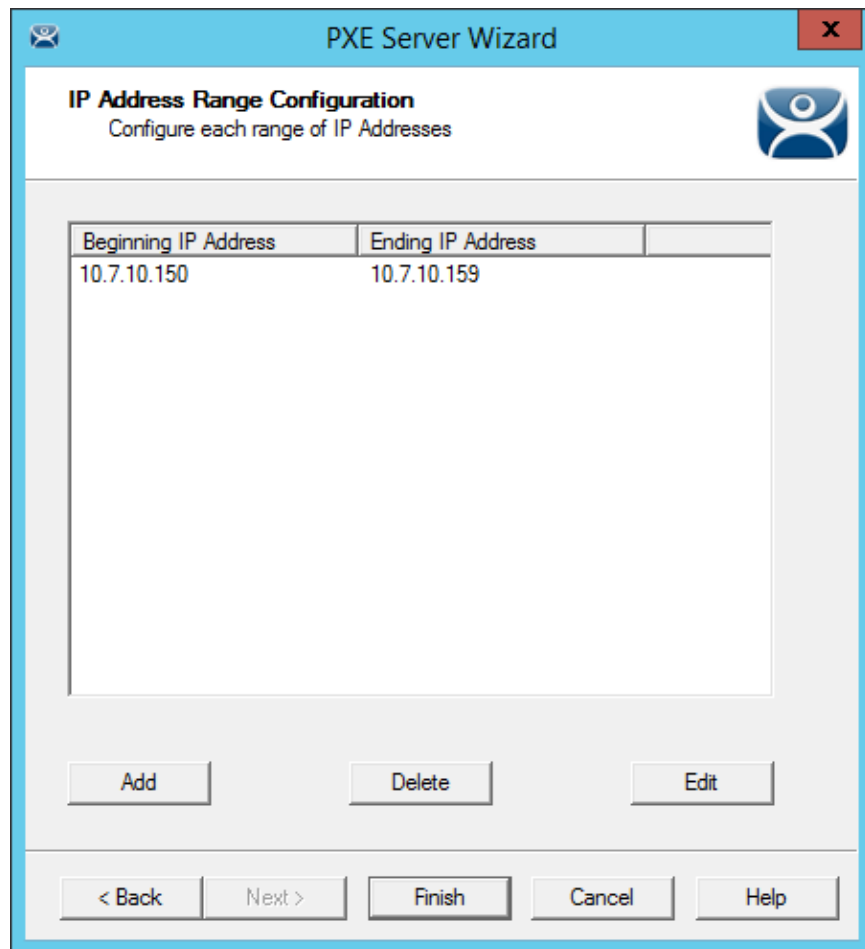 PXE Server Wizard
x
IP Address Range Configuration
Configure each range of IP Addresses
Beginning IP Address Ending IP Address
10.7.10.150 10.7.10.159
Add Delete Edit
< Back Next > Finish Cancel Help